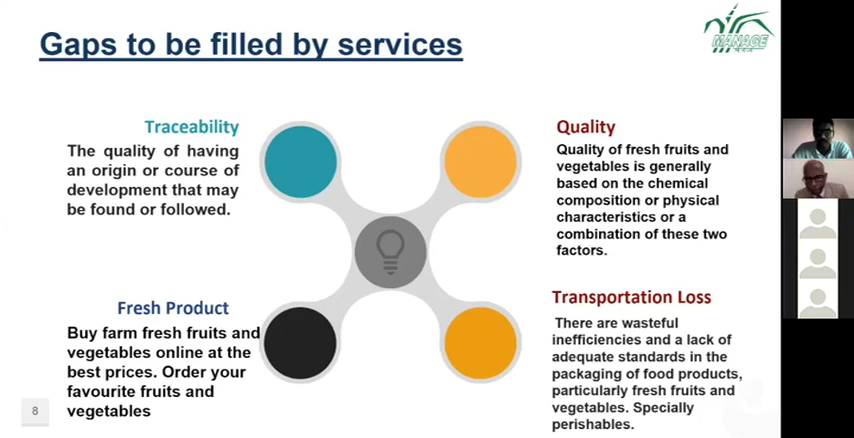 Gaps to be filled by services
MANAGE
मैनेज
Traceability
The quality of having
an origin or course of
development that may
be found or followed.
Quality
Quality of fresh fruits and
vegetables is generally
based on the chemical
composition or physical
characteristics or a
combination of these two
factors.
Fresh Product
Buy farm fresh fruits and
vegetables online at the
best prices. Order your
favourite fruits and
vegetables
Transportation Loss
There are wasteful
inefficiencies and a lack of
adequate standards in the
packaging of food products,
particularly fresh fruits and
vegetables. Specially
perishables.
8